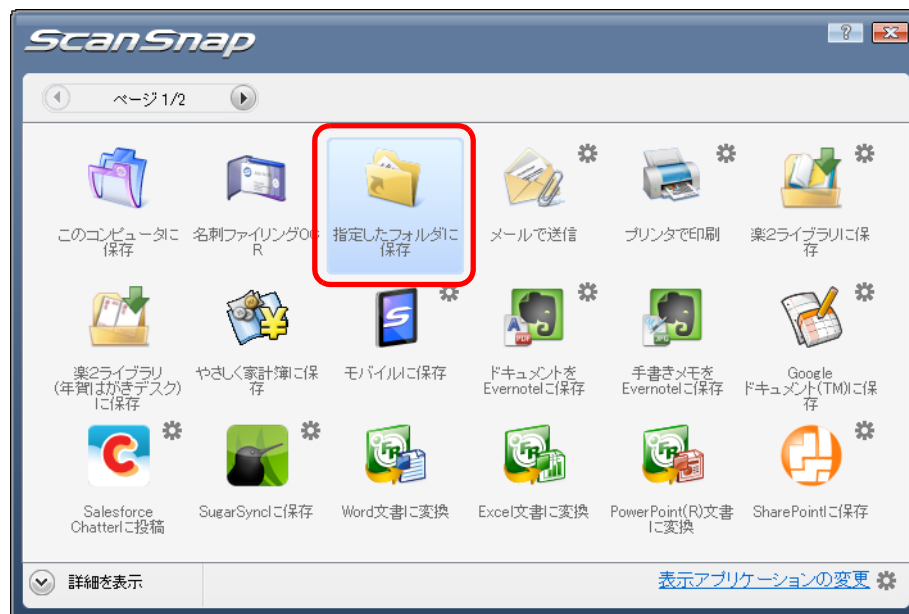 ScanSnap
?
ページ 1/2
このコンピュータに
保存
名刺ファイリングOC
R
指定したフォルダに
保存
メールで送信
プリンタで印刷
楽2ライブラリに保
存
楽2ライブラリ
(年賀はがきデスク)
に保存
やさしく家計簿に保
存
モバイルに保存
ドキュメントを
Evernoteに保存
手書きメモを
Evernoteに保存
Google
ドキュメント(TM)に保
存
Salesforce
Chatterに投稿
SugarSyncに保存
Word文書に変換
Excel文書に変換
PowerPoint(R)文書
に変換
SharePointに保存
詳細を表示
表示アプリケーションの変更